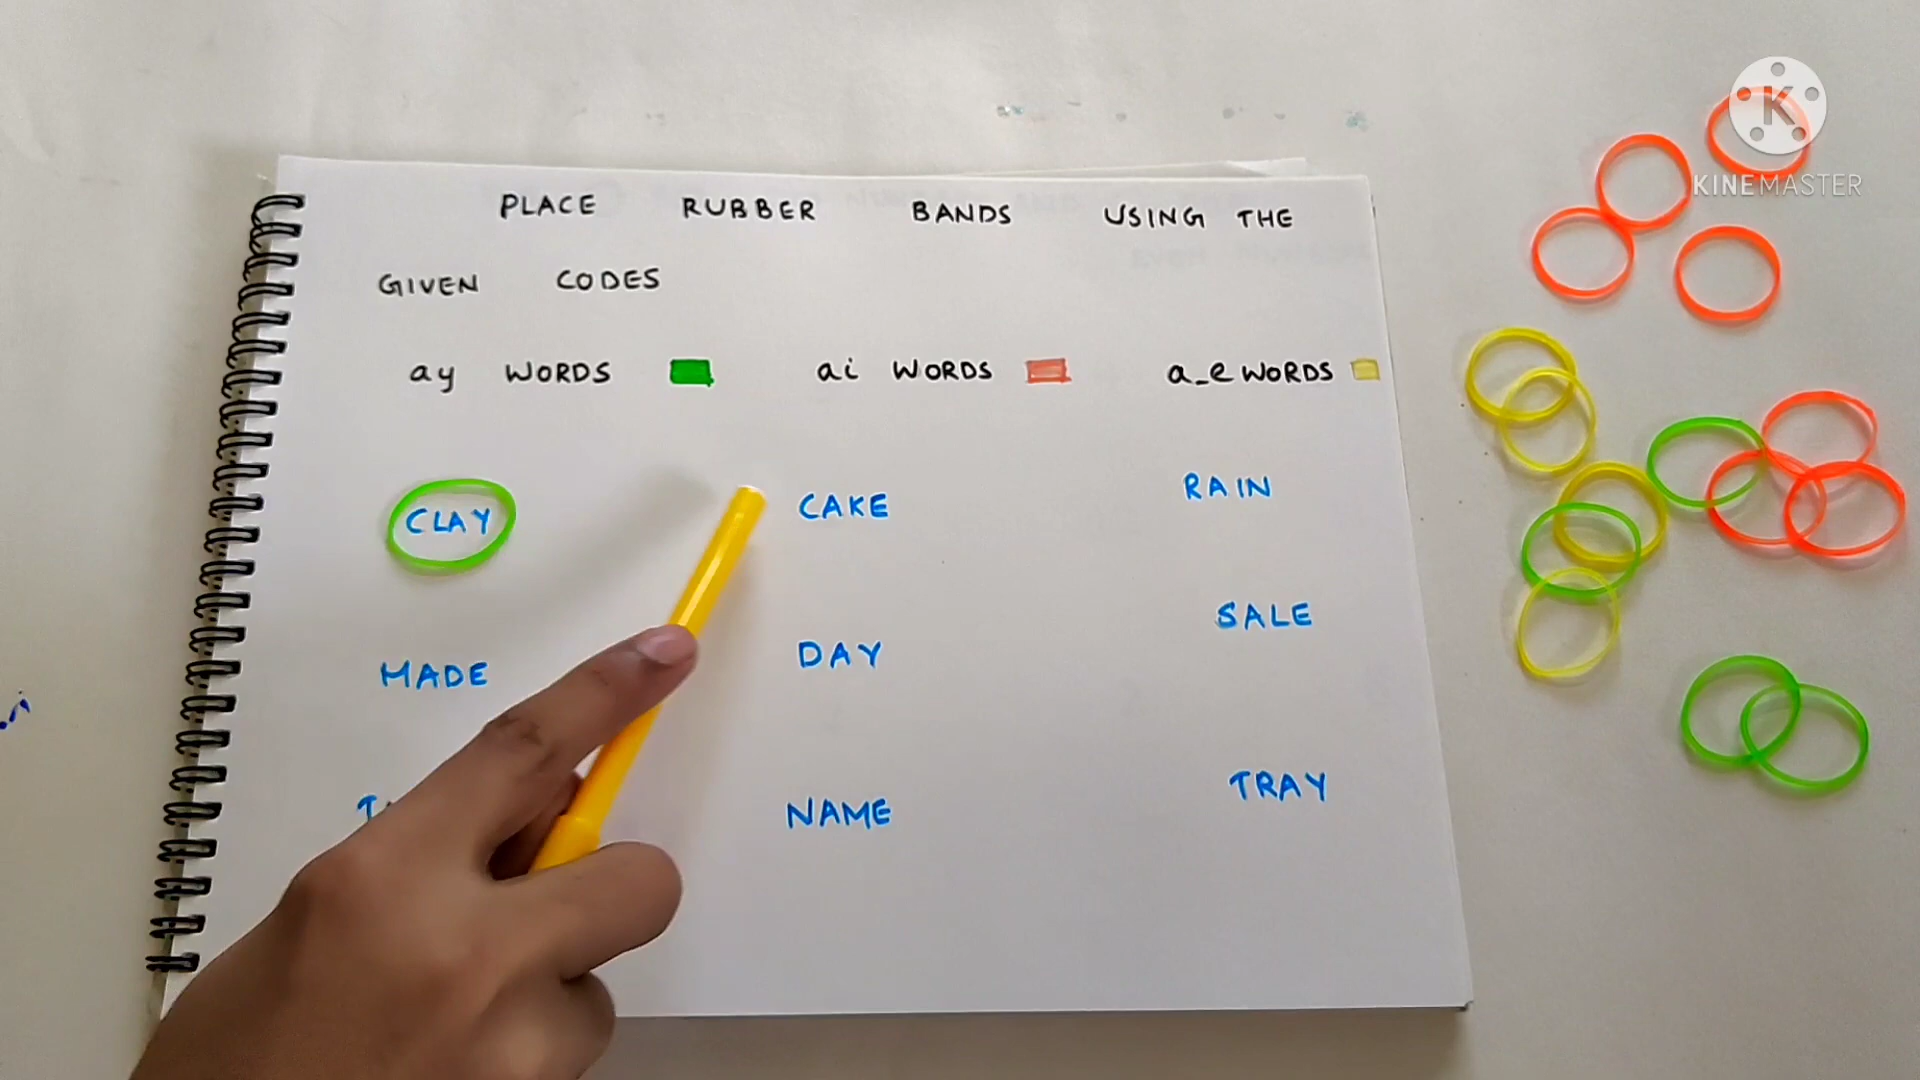 PLACE RUBBER BANDS USING THE
GIVEN CODES
ay WORDS ai WORDS a_e WORDS
CLAY CAKE RAIN
MADE DAY SALE
NAME TRAY
KINEMASTER